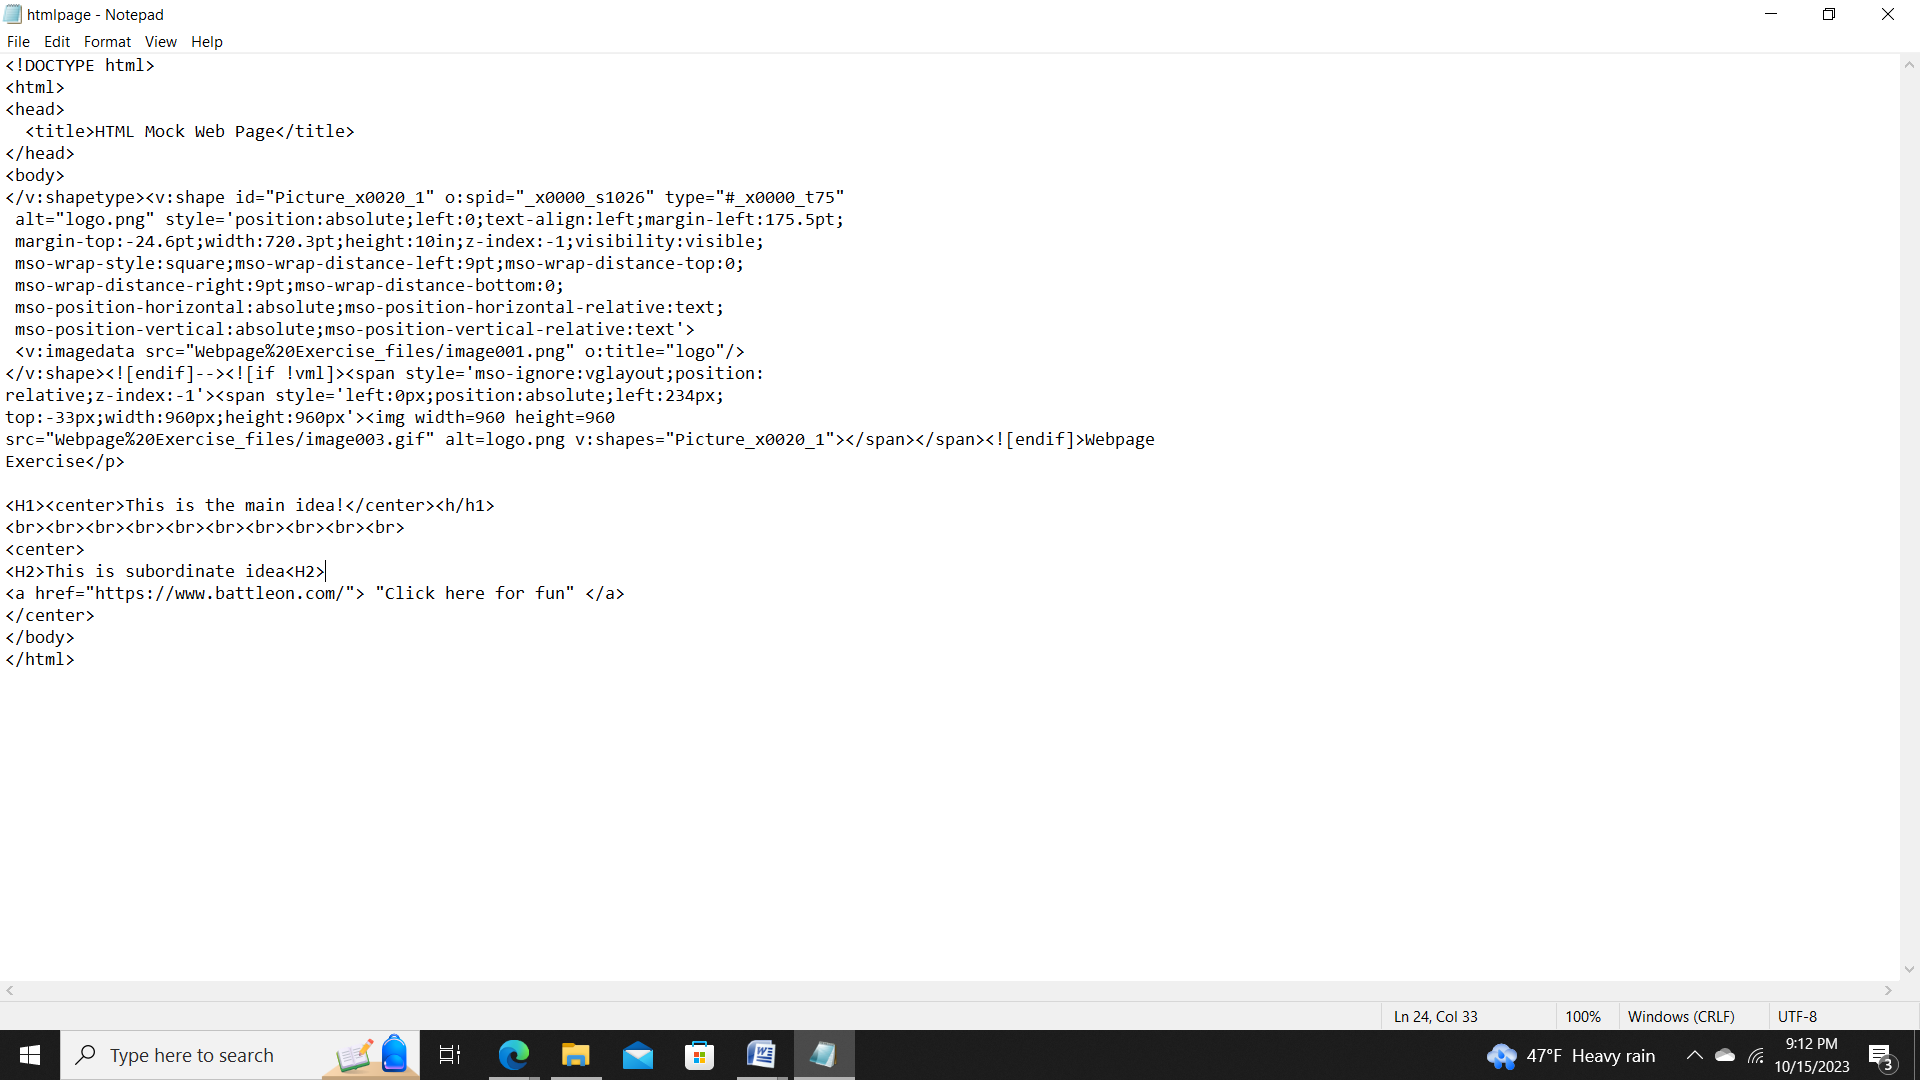 htmlpage - Notepad
File Edit Format View Help
<!DOCTYPE html>
<html>
<head>
  <title>HTML Mock Web Page</title>
</head>
<body>
</v:shapetype><v:shape id="Picture_x0020_1" o:spid="_x0000_s1026" type="#_x0000_t75"
 alt="logo.png" style='position:absolute;left:0;text-align:left;margin-left:175.5pt;
 margin-top:-24.6pt;width:720.3pt;height:10in;z-index:-1;visibility:visible;
 mso-wrap-style:square;mso-wrap-distance-left:9pt;mso-wrap-distance-top:0;
 mso-wrap-distance-right:9pt;mso-wrap-distance-bottom:0;
 mso-position-horizontal:absolute;mso-position-horizontal-relative:text;
 mso-position-vertical:absolute;mso-position-vertical-relative:text'>
 <v:imagedata src="Webpage%20Exercise_files/image001.png" o:title="logo"/>
</v:shape><![endif]--><![if !vml]><span style='mso-ignore:vglayout;position:
relative;z-index:-1'><span style='left:0px;position:absolute;left:234px;
top:-33px;width:960px;height:960px'><img width=960 height=960
src="Webpage%20Exercise_files/image003.gif" alt=logo.png v:shapes="Picture_x0020_1"></span></span><![endif]>Webpage
Exercise</p>

<H1><center>This is the main idea!</center><h/h1>
<br><br><br><br><br><br><br><br><br><br>
<center>
<H2>This is subordinate idea<H2>
<a href="https://www.battleon.com/"> "Click here for fun" </a>
</center>
</body>
</html>
Ln 24, Col 33 100% Windows (CRLF) UTF-8
Type here to search
47°F Heavy rain
9:12 PM
10/15/2023
3